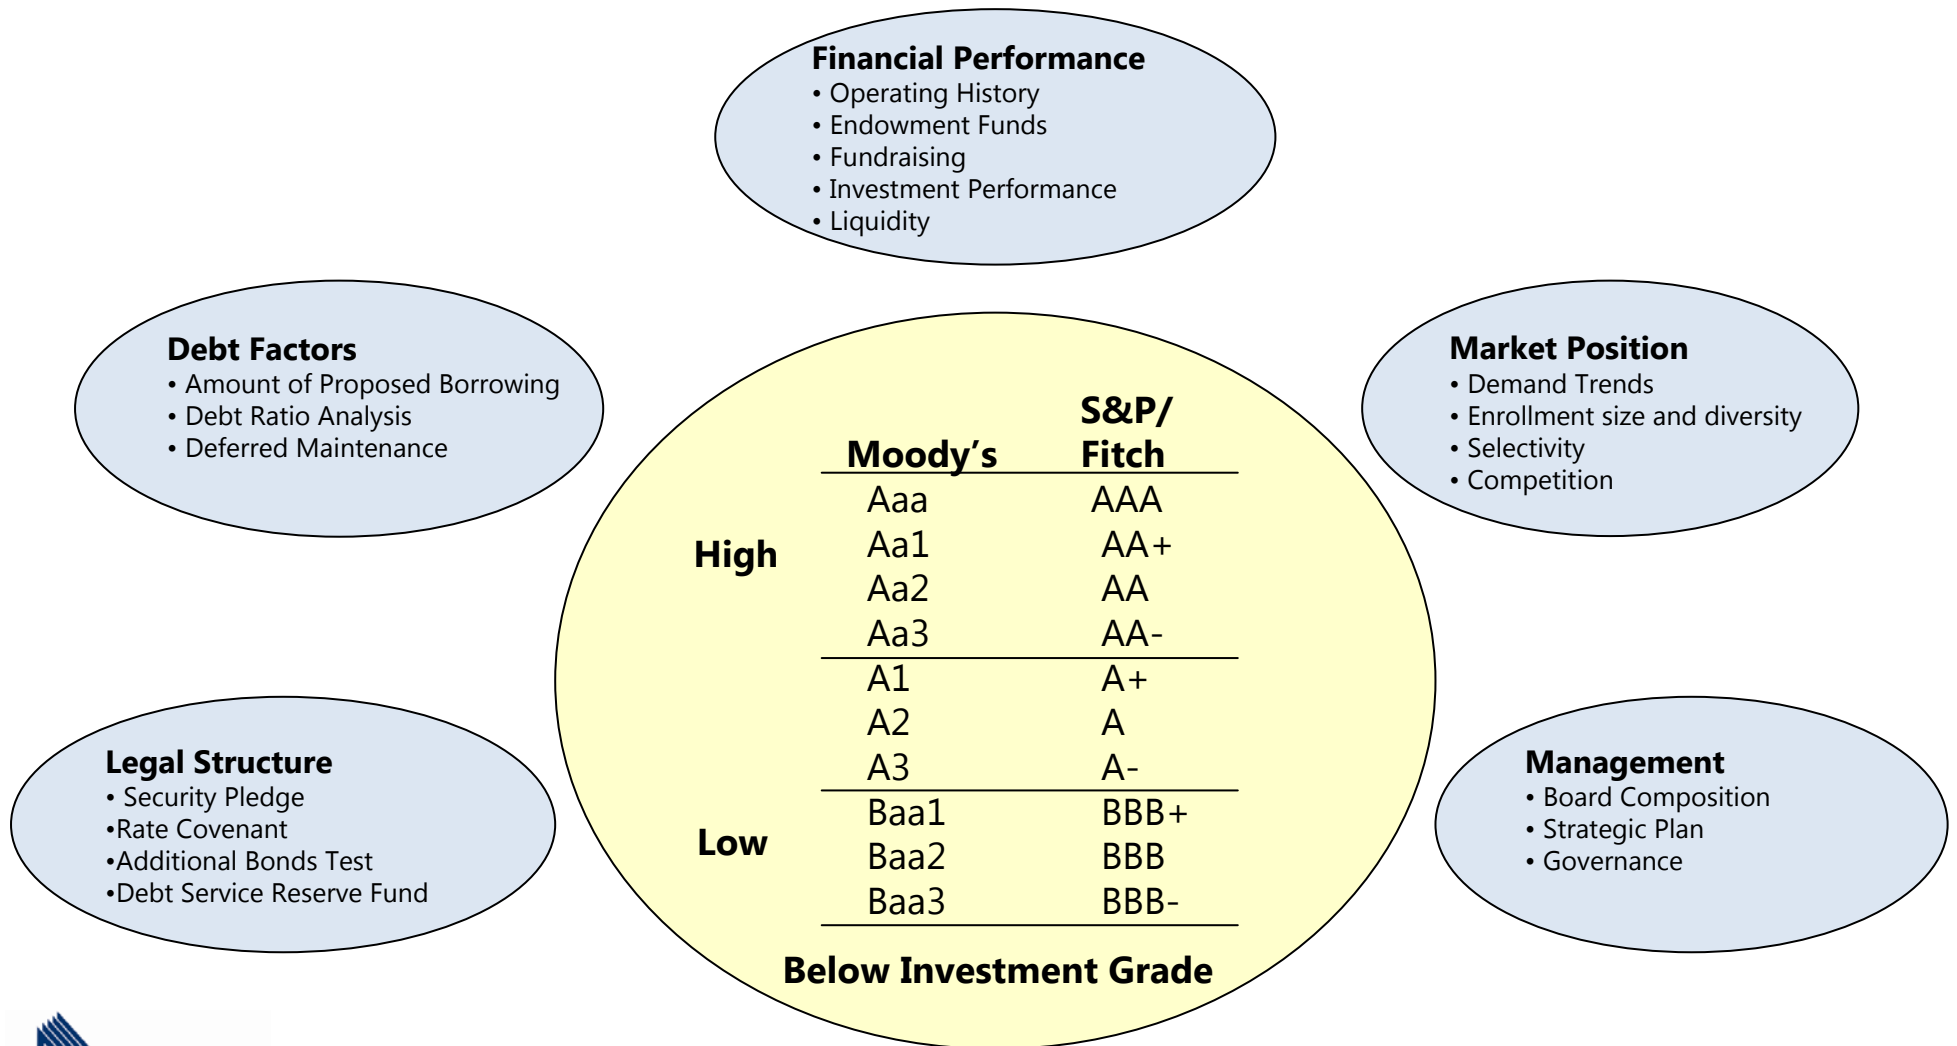 Financial Performance
• Operating History
• Endowment Funds
• Fundraising
• Investment Performance
• Liquidity
Debt Factors
• Amount of Proposed Borrowing
• Debt Ratio Analysis
• Deferred Maintenance
Market Position
• Demand Trends
• Enrollment size and diversity
• Selectivity
• Competition
Legal Structure
• Security Pledge
•Rate Covenant
•Additional Bonds Test
•Debt Service Reserve Fund
Management
• Board Composition
• Strategic Plan
• Governance
S&P/
Moody’s Fitch
Aaa AAA
High
Aa1 AA+
Aa2 AA
Aa3 AA-
A1 A+
A2 A
A3 A-
Low
Baa1 BBB+
Baa2 BBB
Baa3 BBB-
Below Investment Grade